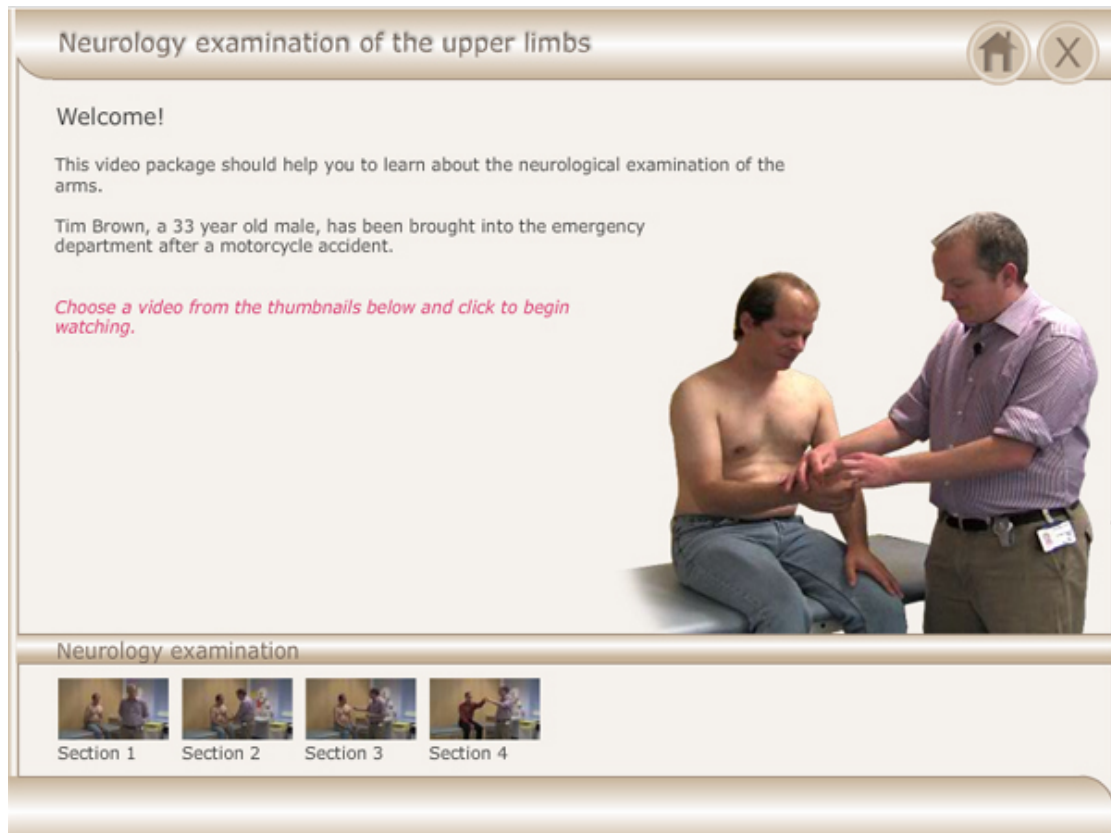 Neurology examination of the upper limbs
X
Welcome!
This video package should help you to learn about the neurological examination of the
arms.
Tim Brown, a 33 year old male, has been brought into the emergency
department after a motorcycle accident.
Choose a video from the thumbnails below and click to begin
watching.
Neurology examination
Section 1
Section 2
Section 3
Section 4